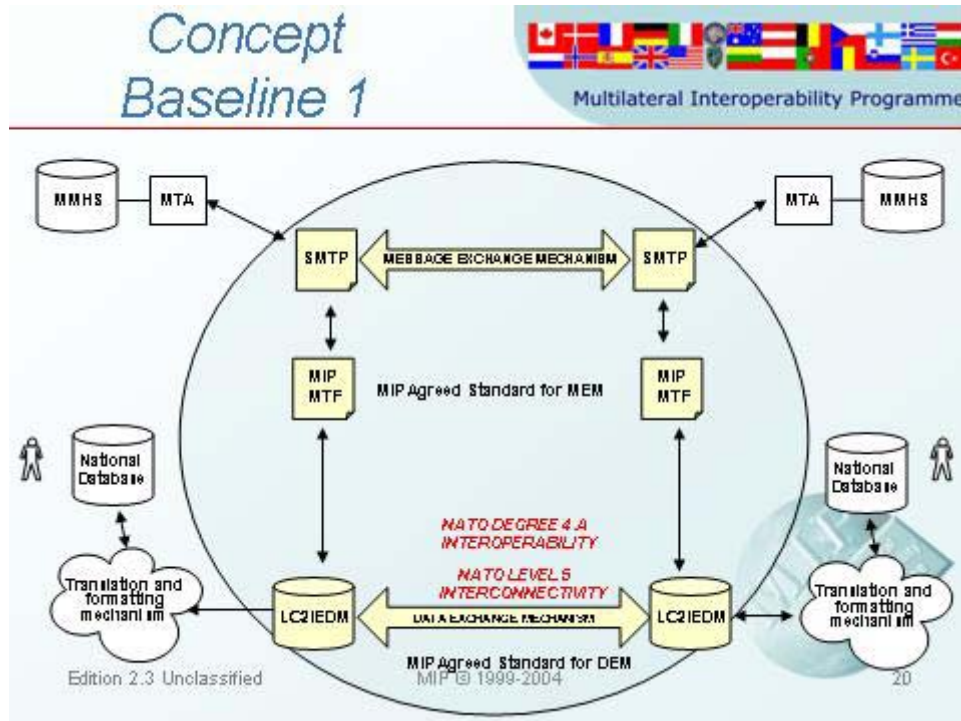 Concept
Baseline 1
Multilateral Interoperability Programme
MMHS
MTA
MTA
MMHS
SMTP
MESSAGE EXCHANGE MECHANISM
SMTP
MIP
MTF
MIP Agreed Standard for MEM
MIP
MTF
National
Database
National
Database
NATO DEGREE 4.A
INTEROPERABILITY
NATO LEVEL 5
INTERCONNECTIVITY
Translation and
formatting
mechanism
LC2IEDM
DATA EXCHANGE MECHANISM
LC2IEDM
Translation and
formatting
mechanism
MIP Agreed Standard for DEM
Edition 2.3 Unclassified
MIP © 1999-2004
20